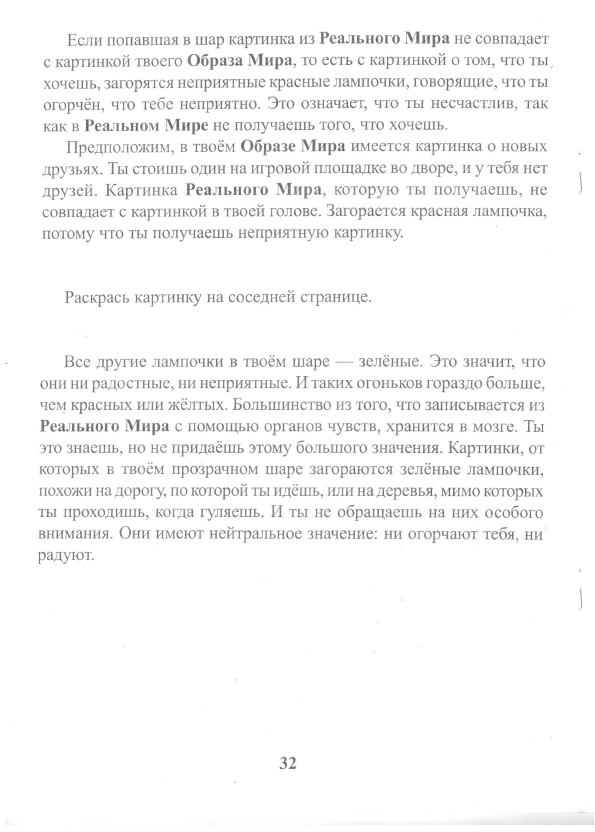 Если попавшая в шар картинка из Реального Мира не совпадает
с картинкой твоего Образа Мира, то есть с картинкой о том, что ты
хочешь, загорятся неприятные красные лампочки, говорящие, что ты
огорчён, что тебе неприятно. Это означает, что ты несчастлив, так
как в Реальном Мире не получаешь того, что хочешь.
Предположим, в твоём Образе Мира имеется картинка о новых
друзьях. Ты стоишь один на игровой площадке во дворе, и у тебя нет
друзей. Картинка Реального Мира, которую ты получаешь, не
совпадает с картинкой в твоей голове. Загорается красная лампочка,
потому что ты получаешь неприятную картинку.
Раскрась картинку на соседней странице.
Все другие лампочки в твоём шаре — зелёные. Это значит, что
они ни радостные, ни неприятные. И таких огоньков гораздо больше,
чем красных или жёлтых. Большинство из того, что записывается из
Реального Мира с помощью органов чувств, хранится в мозге. Ты
это знаешь, но не придаёшь этому большого значения. Картинки, от
которых в твоём прозрачном шаре загораются зелёные лампочки,
похожи на дорогу, по которой ты идёшь, или на деревья, мимо которых
ты проходишь, когда гуляешь. И ты не обращаешь на них особого
внимания. Они имеют нейтральное значение: ни огорчают тебя, ни
радуют.
32